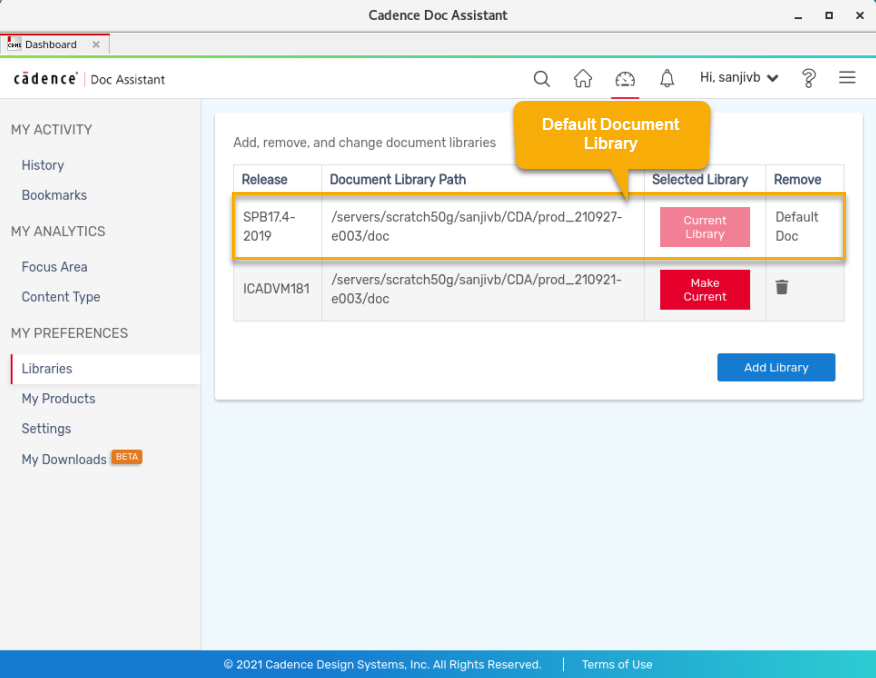 Cadence Doc Assistant
Dashboard
cādence® Doc Assistant
Hi, sanjivb
MY ACTIVITY
History
Bookmarks
MY ANALYTICS
Focus Area
Content Type
MY PREFERENCES
Libraries
My Products
Settings
My Downloads BETA
Default Document
Library
Add, remove, and change document libraries
Release Document Library Path Selected Library Remove
SPB17.4-
2019
/servers/scratch50g/sanjivb/CDA/prod_210927-
e003/doc
Current
Library
Default
Doc
ICADVM181
/servers/scratch50g/sanjivb/CDA/prod_210921-
e003/doc
Make
Current
Add Library
© 2021 Cadence Design Systems, Inc. All Rights Reserved. Terms of Use